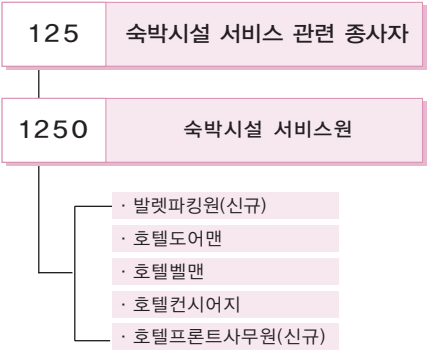 125 숙박시설 서비스 관련 종사자
1250 숙박시설 서비스원
· 발렛파킹원(신규)
· 호텔도어맨
· 호텔벨맨
· 호텔컨시어지
· 호텔프론트사무원(신규)